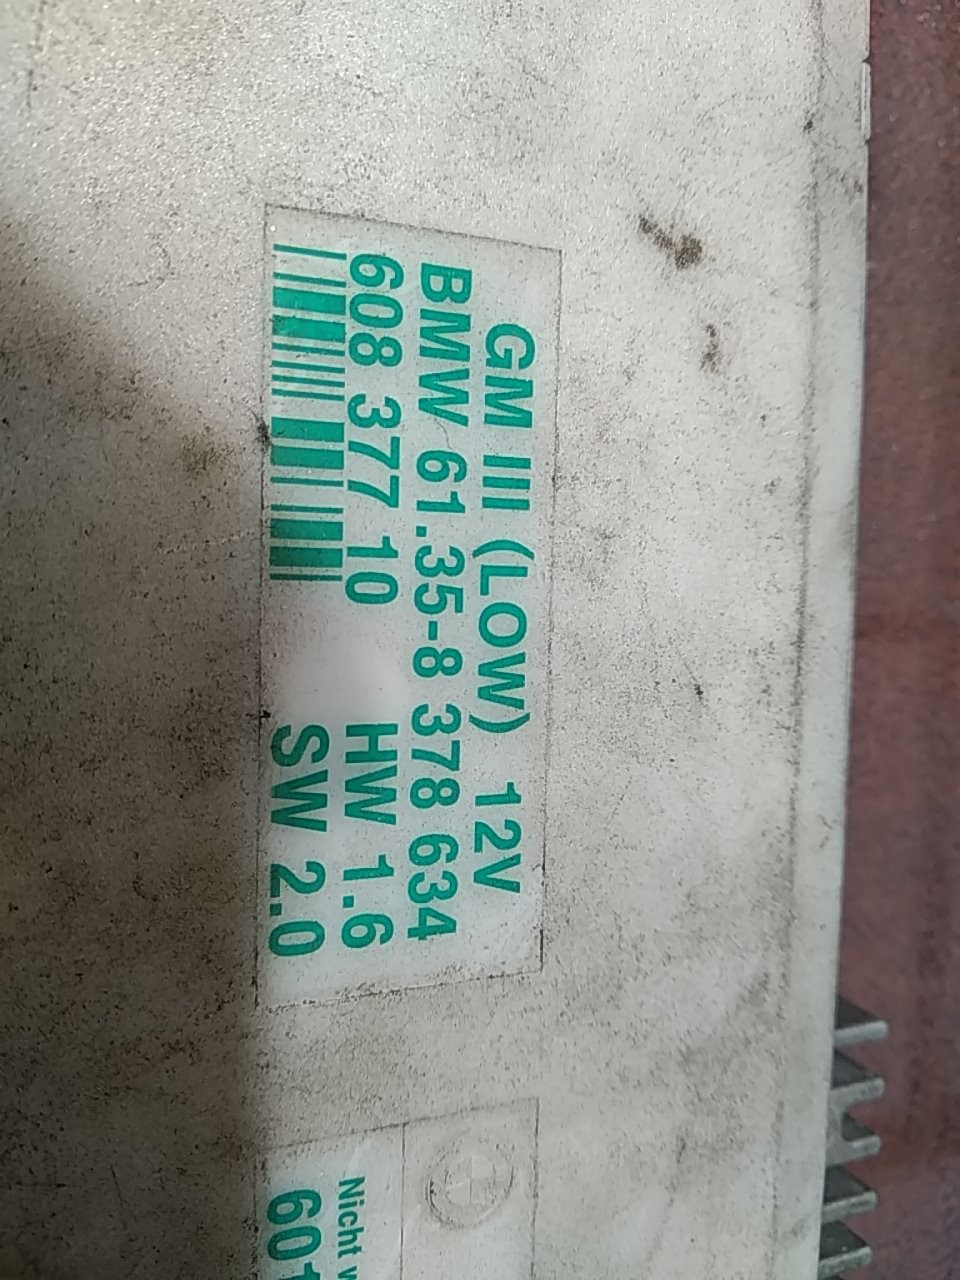 GM III (LOW) 12V
BMW 61.35-8 378 634
608 377 10 HW 1.6
SW 2.0
Nicht
601